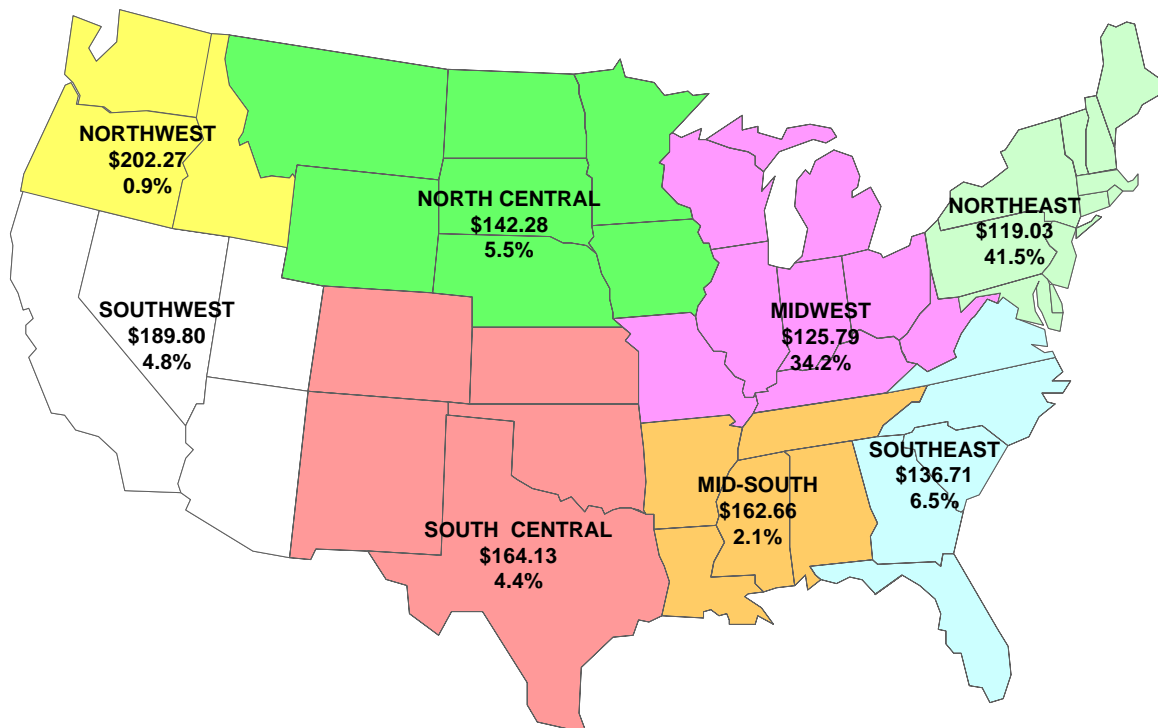 NORTHWEST
$202.27
0.9%
NORTH CENTRAL
$142.28
5.5%
NORTHEAST
$119.03
41.5%
SOUTHWEST
$189.80
4.8%
MIDWEST
$125.79
34.2%
SOUTHEAST
$136.71
6.5%
MID-SOUTH
$162.66
2.1%
SOUTH  CENTRAL
$164.13
4.4%